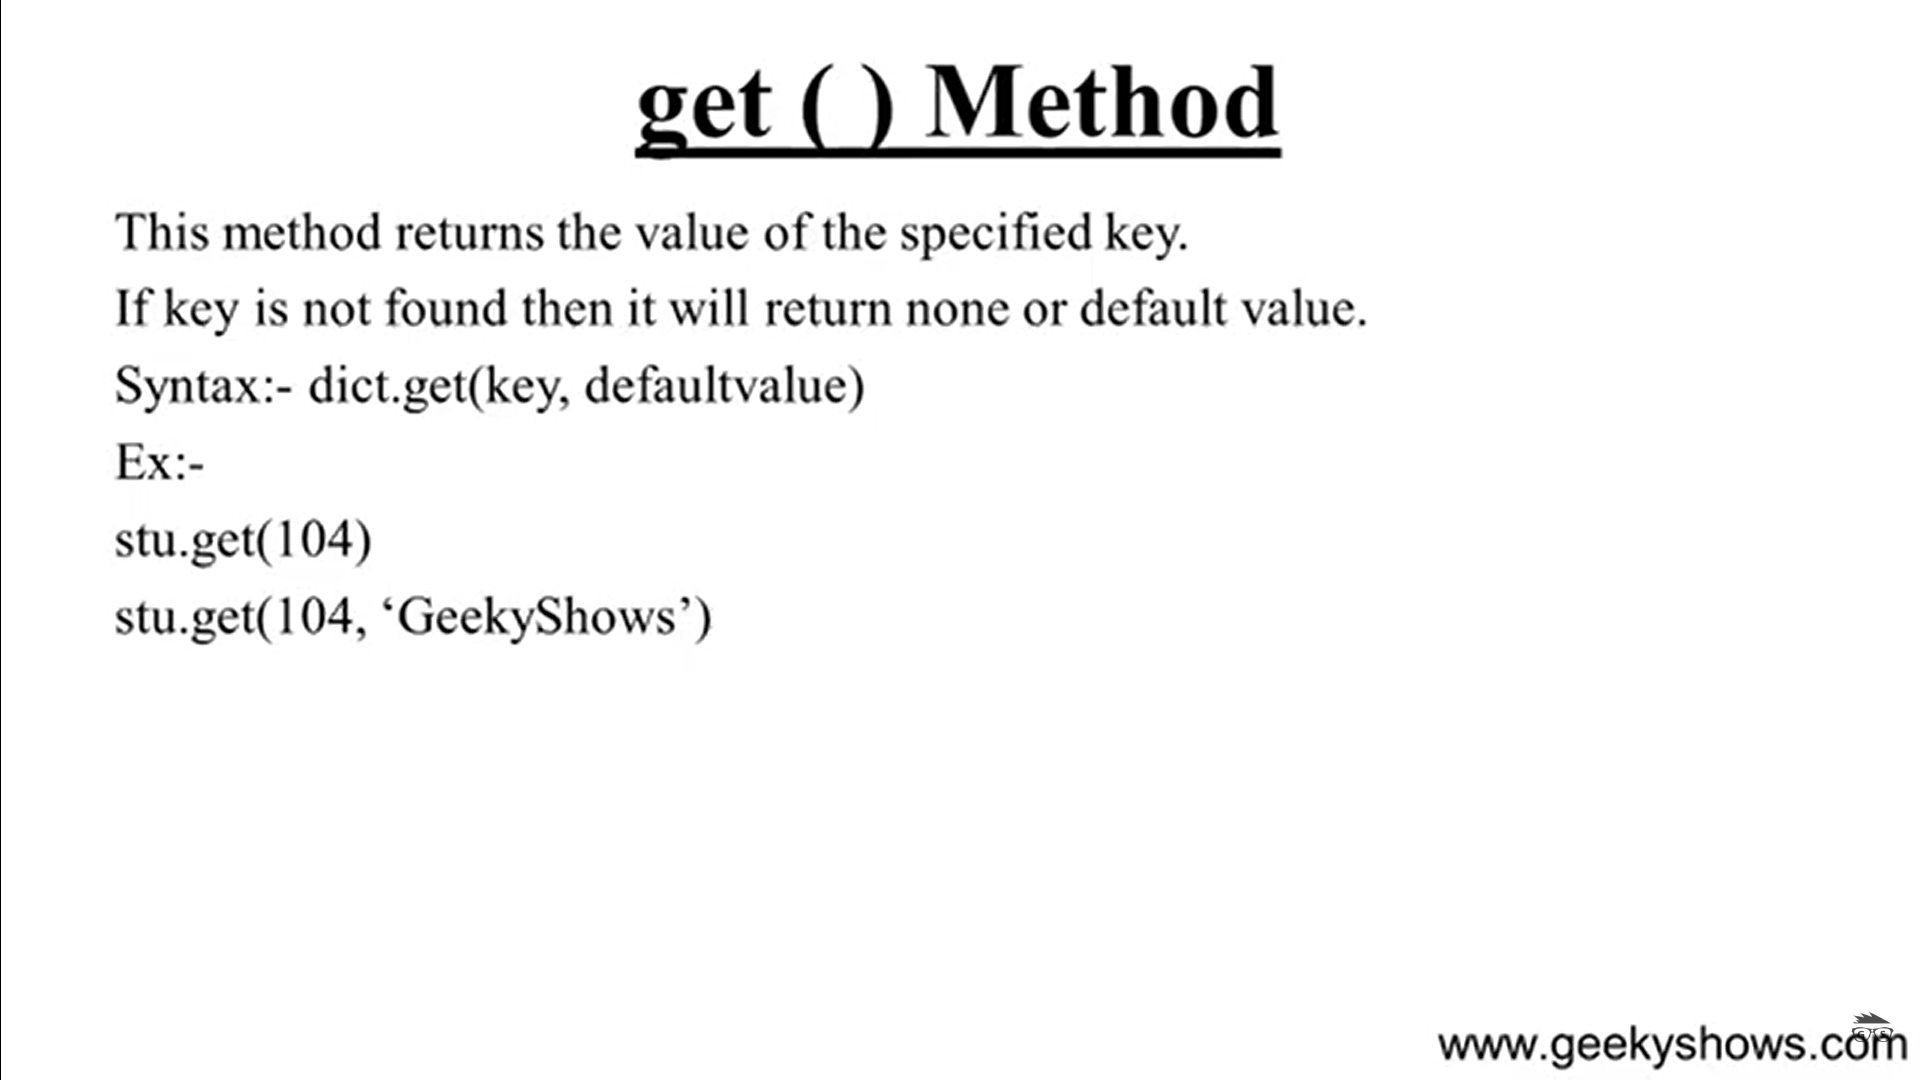 get ( ) Method
This method returns the value of the specified key.
If key is not found then it will return none or default value.
Syntax:- dict.get(key, defaultvalue)
Ex:-
stu.get(104)
stu.get(104, ‘GeekyShows’)
www.geekyshows.com